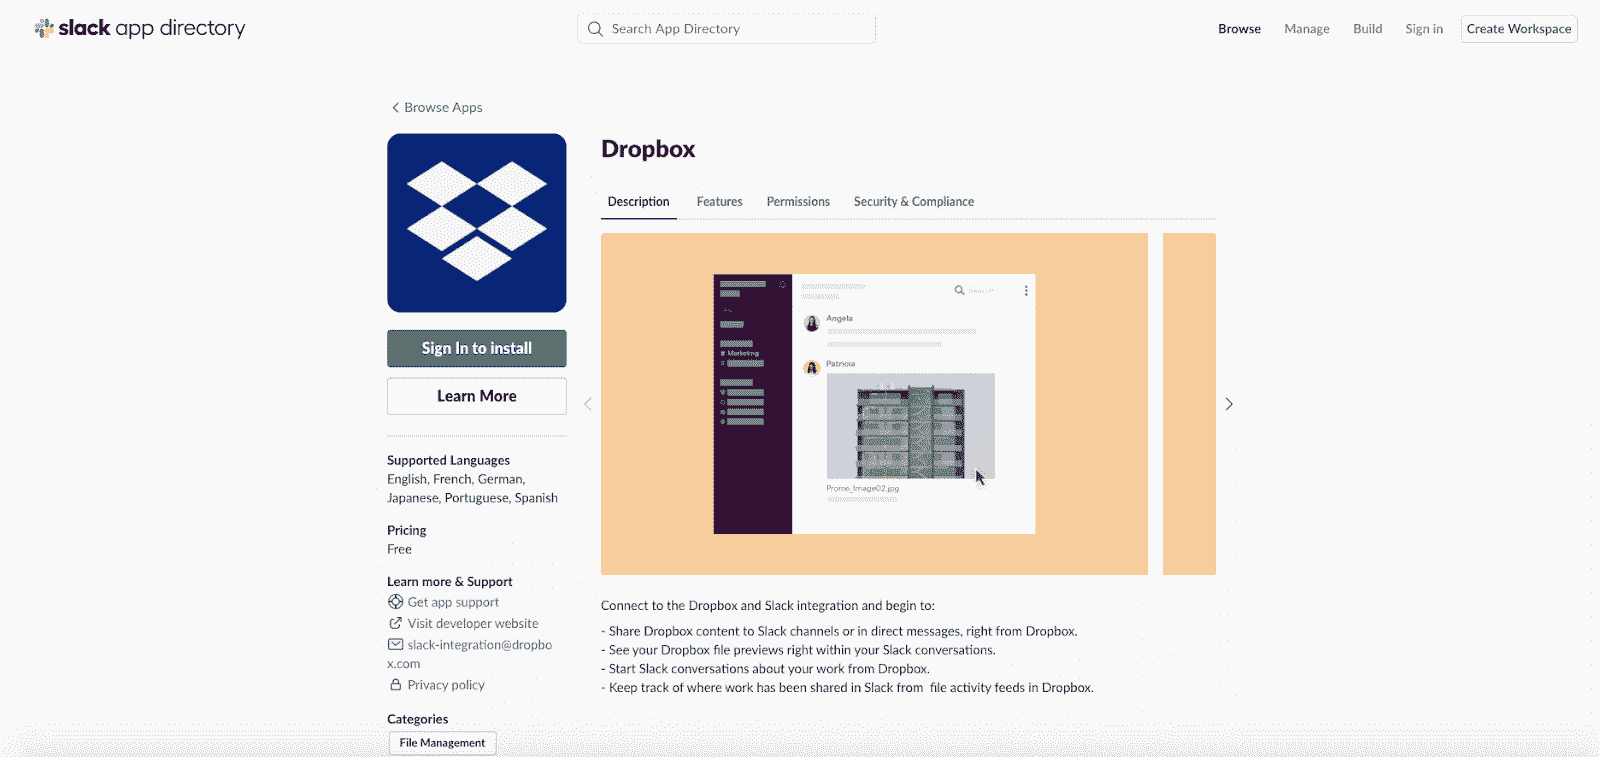 slack app directory
Search App Directory
Browse
Manage
Build
Sign in
Create Workspace
Browse Apps
Dropbox
Description
Features
Permissions
Security & Compliance
Sign In to install
Learn More
Supported Languages
English, French, German,
Japanese, Portuguese, Spanish
Pricing
Free
Learn more & Support
Get app support
Visit developer website
slack-integration@dropbo
x.com
Privacy policy
Categories
File Management
Search
Angela
Marketing
Patricia
Promo_Image02.jpg
Connect to the Dropbox and Slack integration and begin to:
- Share Dropbox content to Slack channels or in direct messages, right from Dropbox.
- See your Dropbox file previews right within your Slack conversations.
- Start Slack conversations about your work from Dropbox.
- Keep track of where work has been shared in Slack from  file activity feeds in Dropbox.